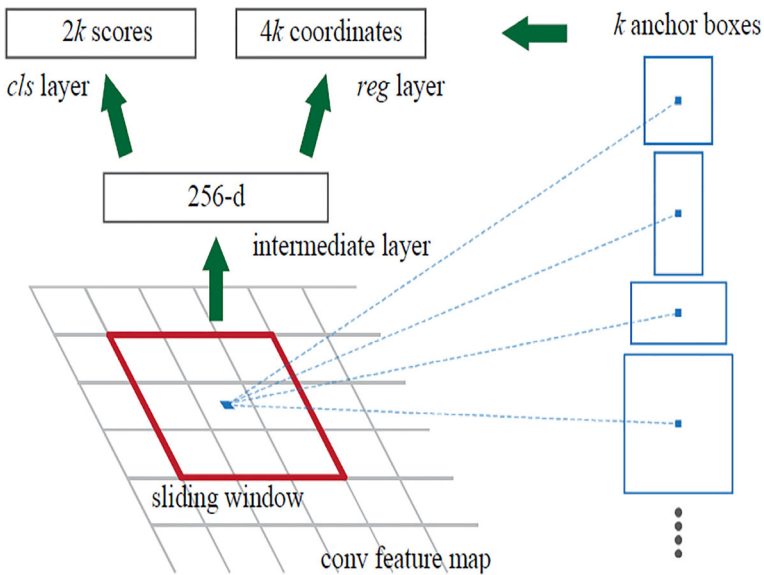 2k scores
4k coordinates
k anchor boxes
cls layer
reg layer
256-d
intermediate layer
sliding window
conv feature map